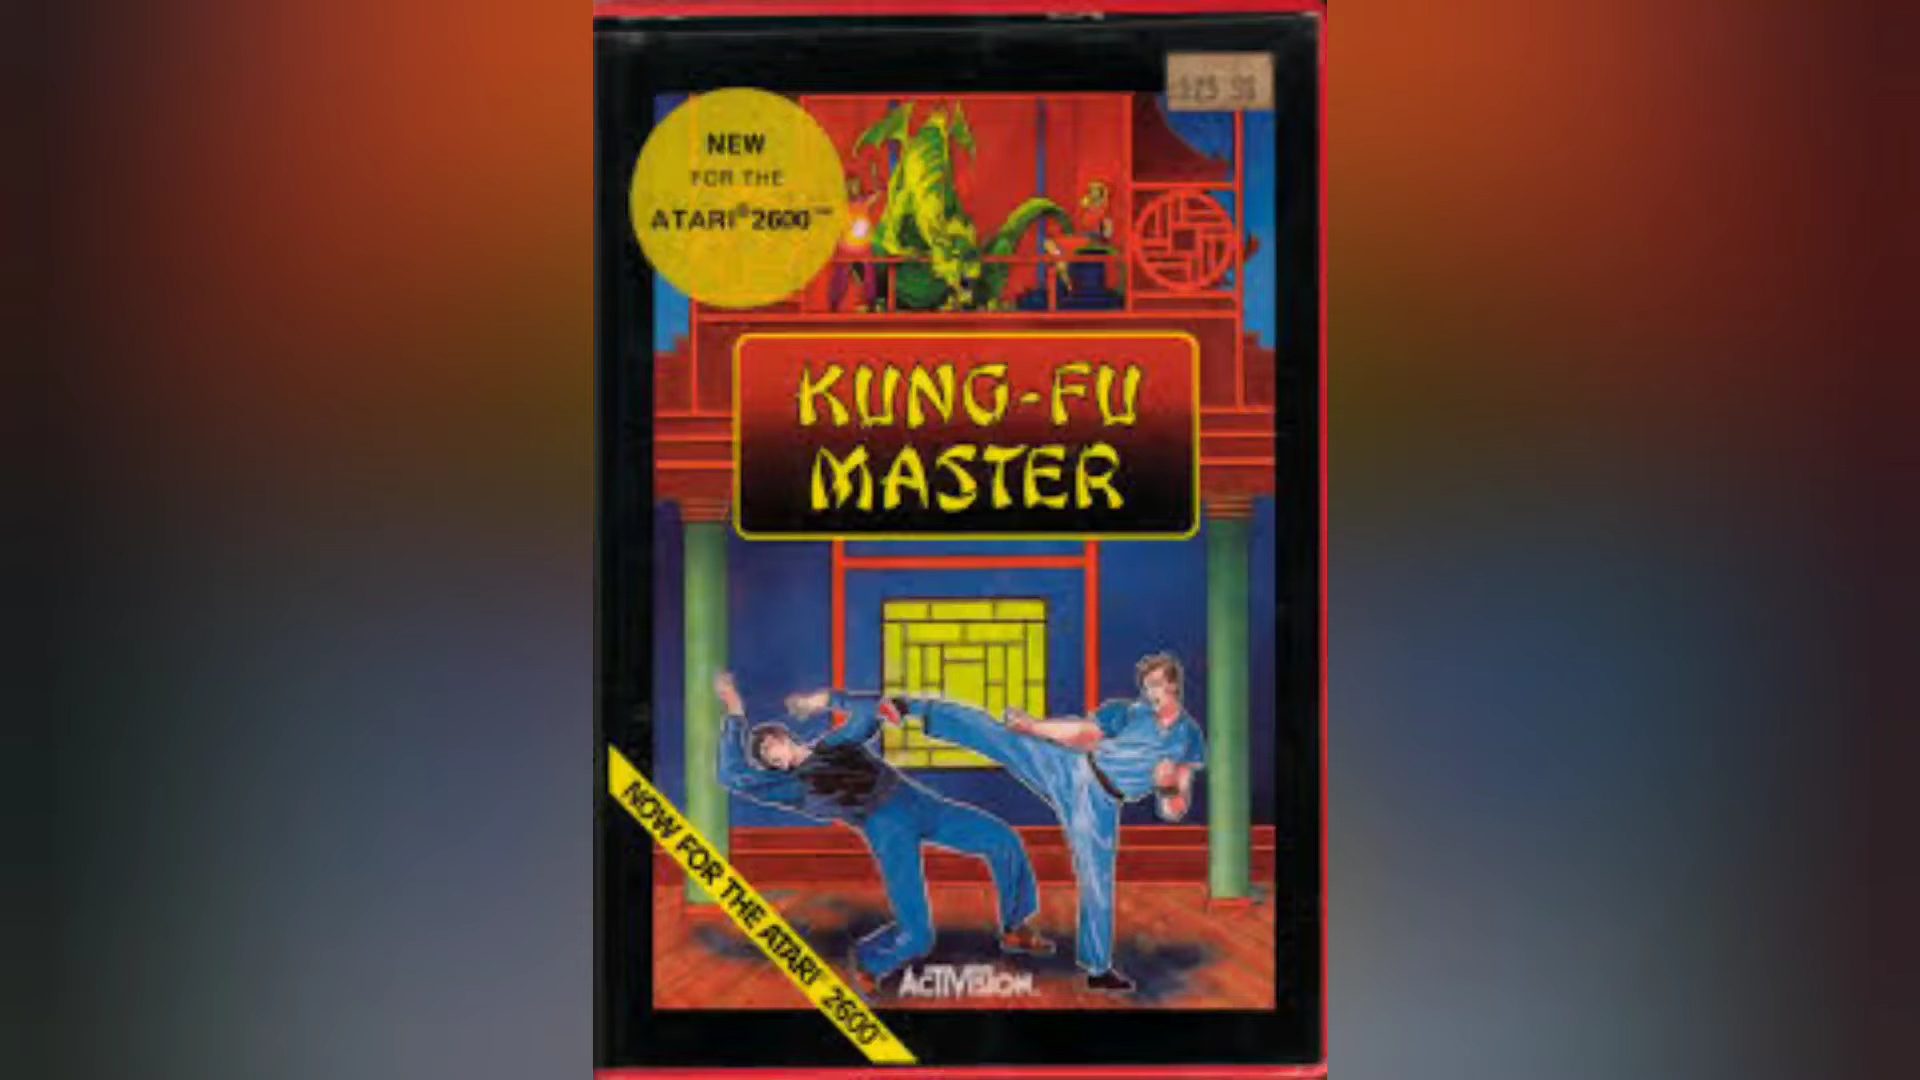 NEW
FOR THE
ATARI® 2600™
KUNG-FU
MASTER
NOW FOR THE ATARI 2600™
ACTIVISION